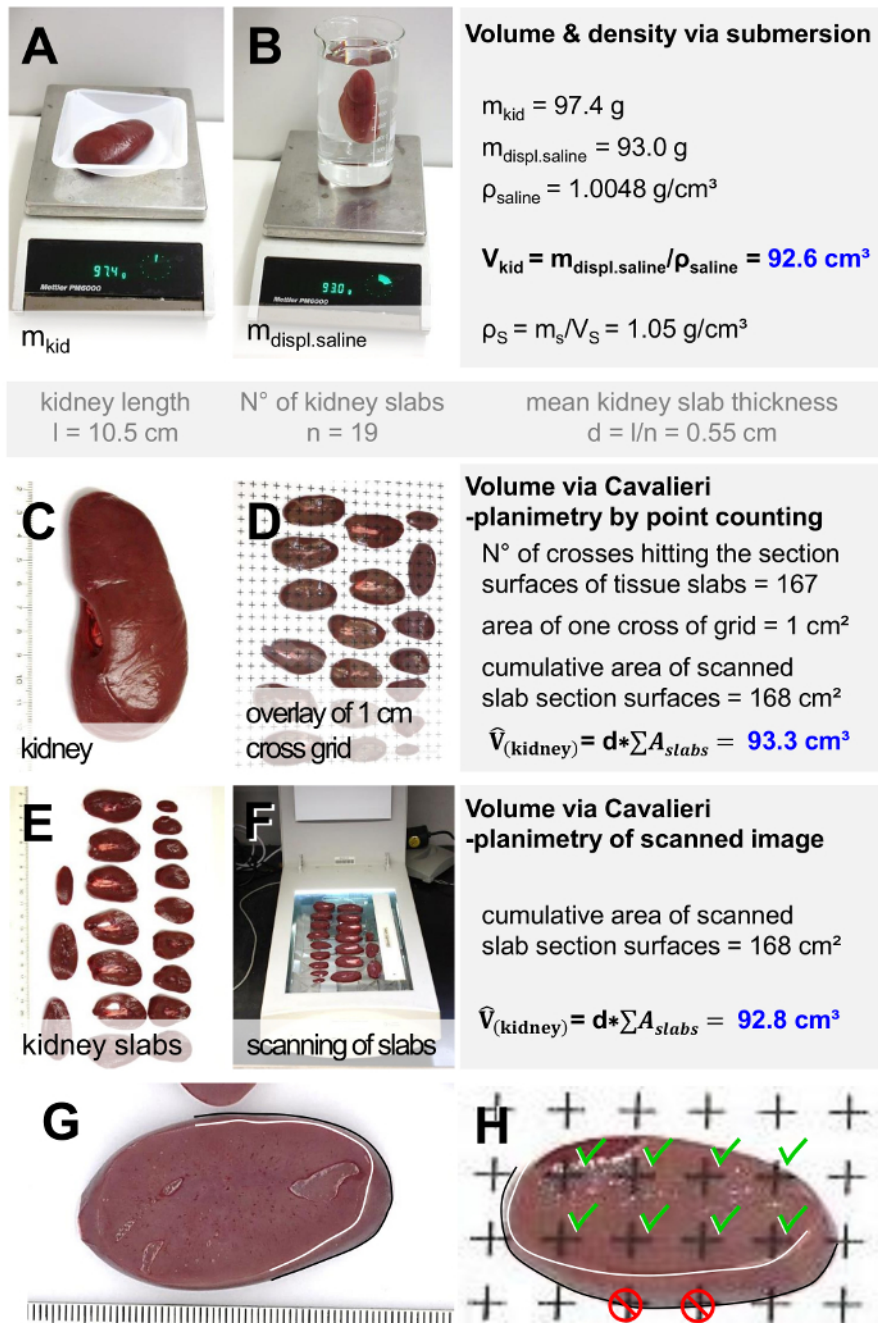 A
B
97.4 g
Mettler PM6000
m_kid
93.0 g
Mettler PM6000
m_displ.saline
Volume & density via submersion
m_kid = 97.4 g
m_displ.saline = 93.0 g
ρ_saline = 1.0048 g/cm³
V_kid = m_displ.saline/ρ_saline = 92.6 cm³
ρ_S = m_s/V_S = 1.05 g/cm³
kidney length
l = 10.5 cm
N° of kidney slabs
n = 19
mean kidney slab thickness
d = l/n = 0.55 cm
C
kidney
D
overlay of 1 cm
cross grid
Volume via Cavalieri
-planimetry by point counting
N° of crosses hitting the section
surfaces of tissue slabs = 167
area of one cross of grid = 1 cm²
cumulative area of scanned
slab section surfaces = 168 cm²
V̂(kidney) = d*∑A_slabs = 93.3 cm³
E
kidney slabs
F
scanning of slabs
Volume via Cavalieri
-planimetry of scanned image
cumulative area of scanned
slab section surfaces = 168 cm²
V̂(kidney) = d*∑A_slabs = 92.8 cm³
G
H